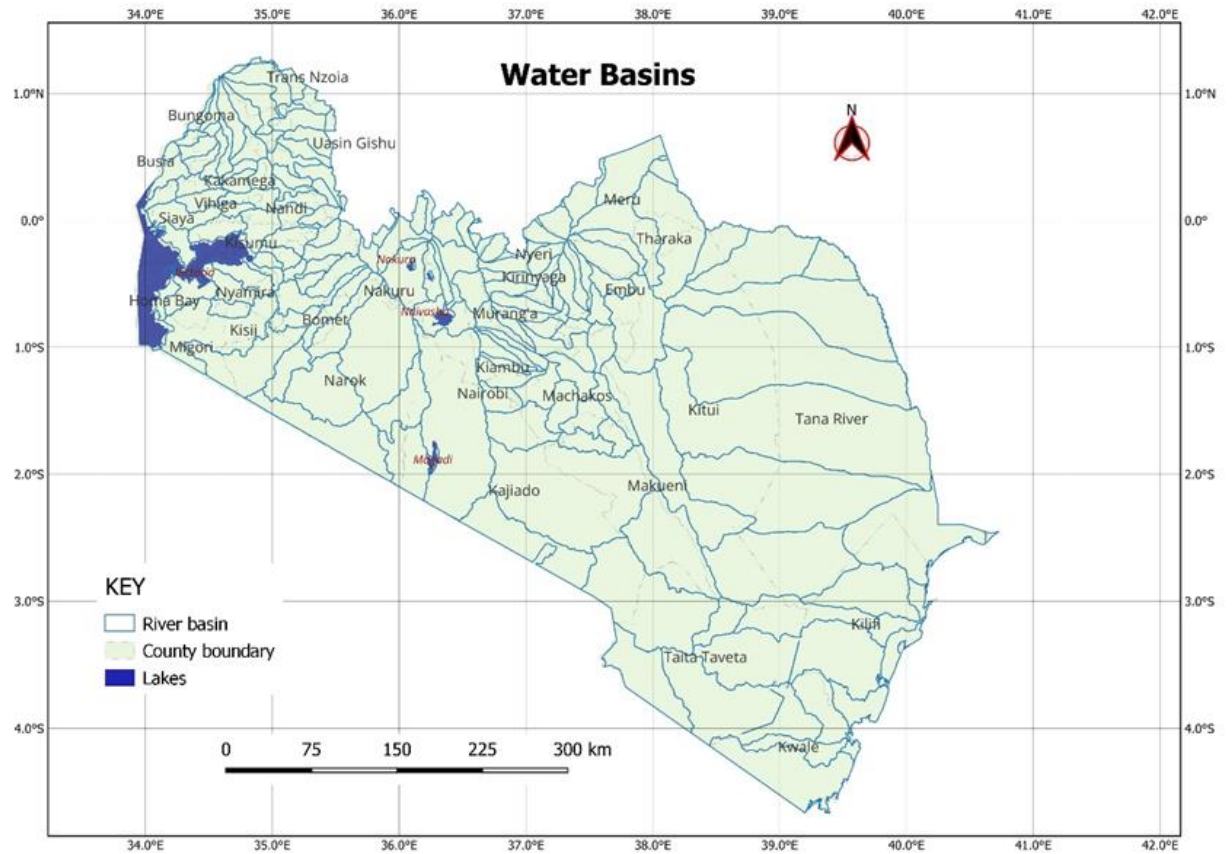 34.0°E 35.0°E 36.0°E 37.0°E 38.0°E 39.0°E 40.0°E 41.0°E 42.0°E
Water Basins
Trans Nzoia
1.0°N 1.0°N
N
Bungoma
Uasin Gishu
Busia
Kakamega
Meru
Vihiga
Nandi
Siaya
0.0° 0.0°
Tharaka
Kisumu
Nyeri
Nakuru
Kirinyaga
Nyamira
Nakuru
Embu
Homa Bay
Naivasha
Murang'a
Bomet
Kisii
Migori
1.0°S 1.0°S
Kiambu
Narok
Nairobi
Machakos
Kitui
Tana River
Magadi
2.0°S 2.0°S
Kajiado
Makueni
KEY
3.0°S 3.0°S
River basin
Kilifi
County boundary
Taita Taveta
Lakes
4.0°S 4.0°S
Kwale
0 75 150 225 300 km
34.0°E 35.0°E 36.0°E 37.0°E 38.0°E 39.0°E 40.0°E 41.0°E 42.0°E